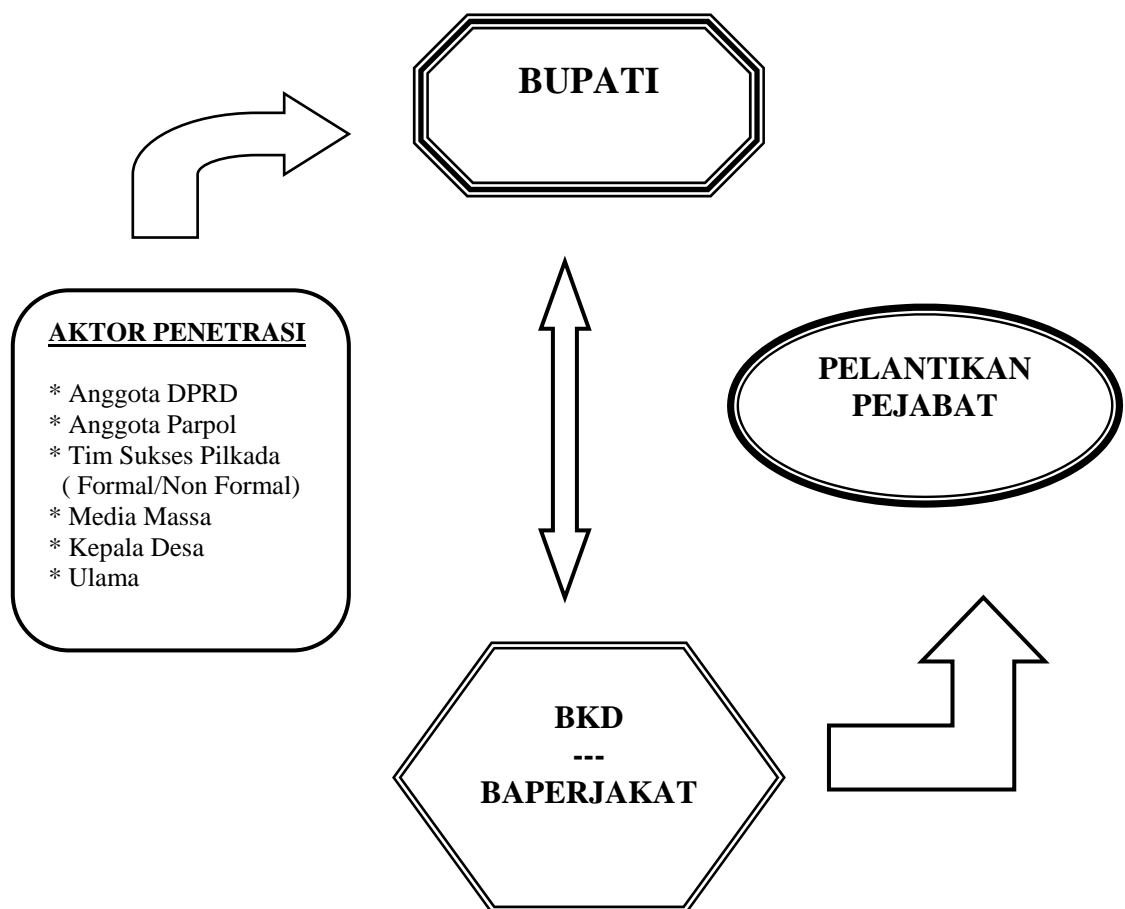 BUPATI
AKTOR PENETRASI
* Anggota DPRD
* Anggota Parpol
* Tim Sukses Pilkada
( Formal/Non Formal)
* Media Massa
* Kepala Desa
* Ulama
PELANTIKAN
PEJABAT
BKD
---
BAPERJAKAT